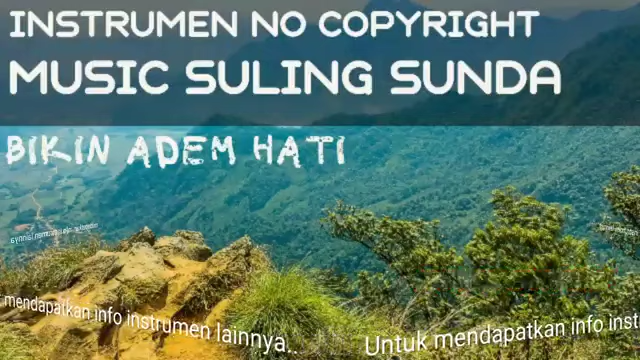 INSTRUMEN NO COPYRIGHT
MUSIC SULING SUNDA
BIKIN ADEM HATI
mendapatkan info instrumen lainnya..
Untuk mendapatkan info inst